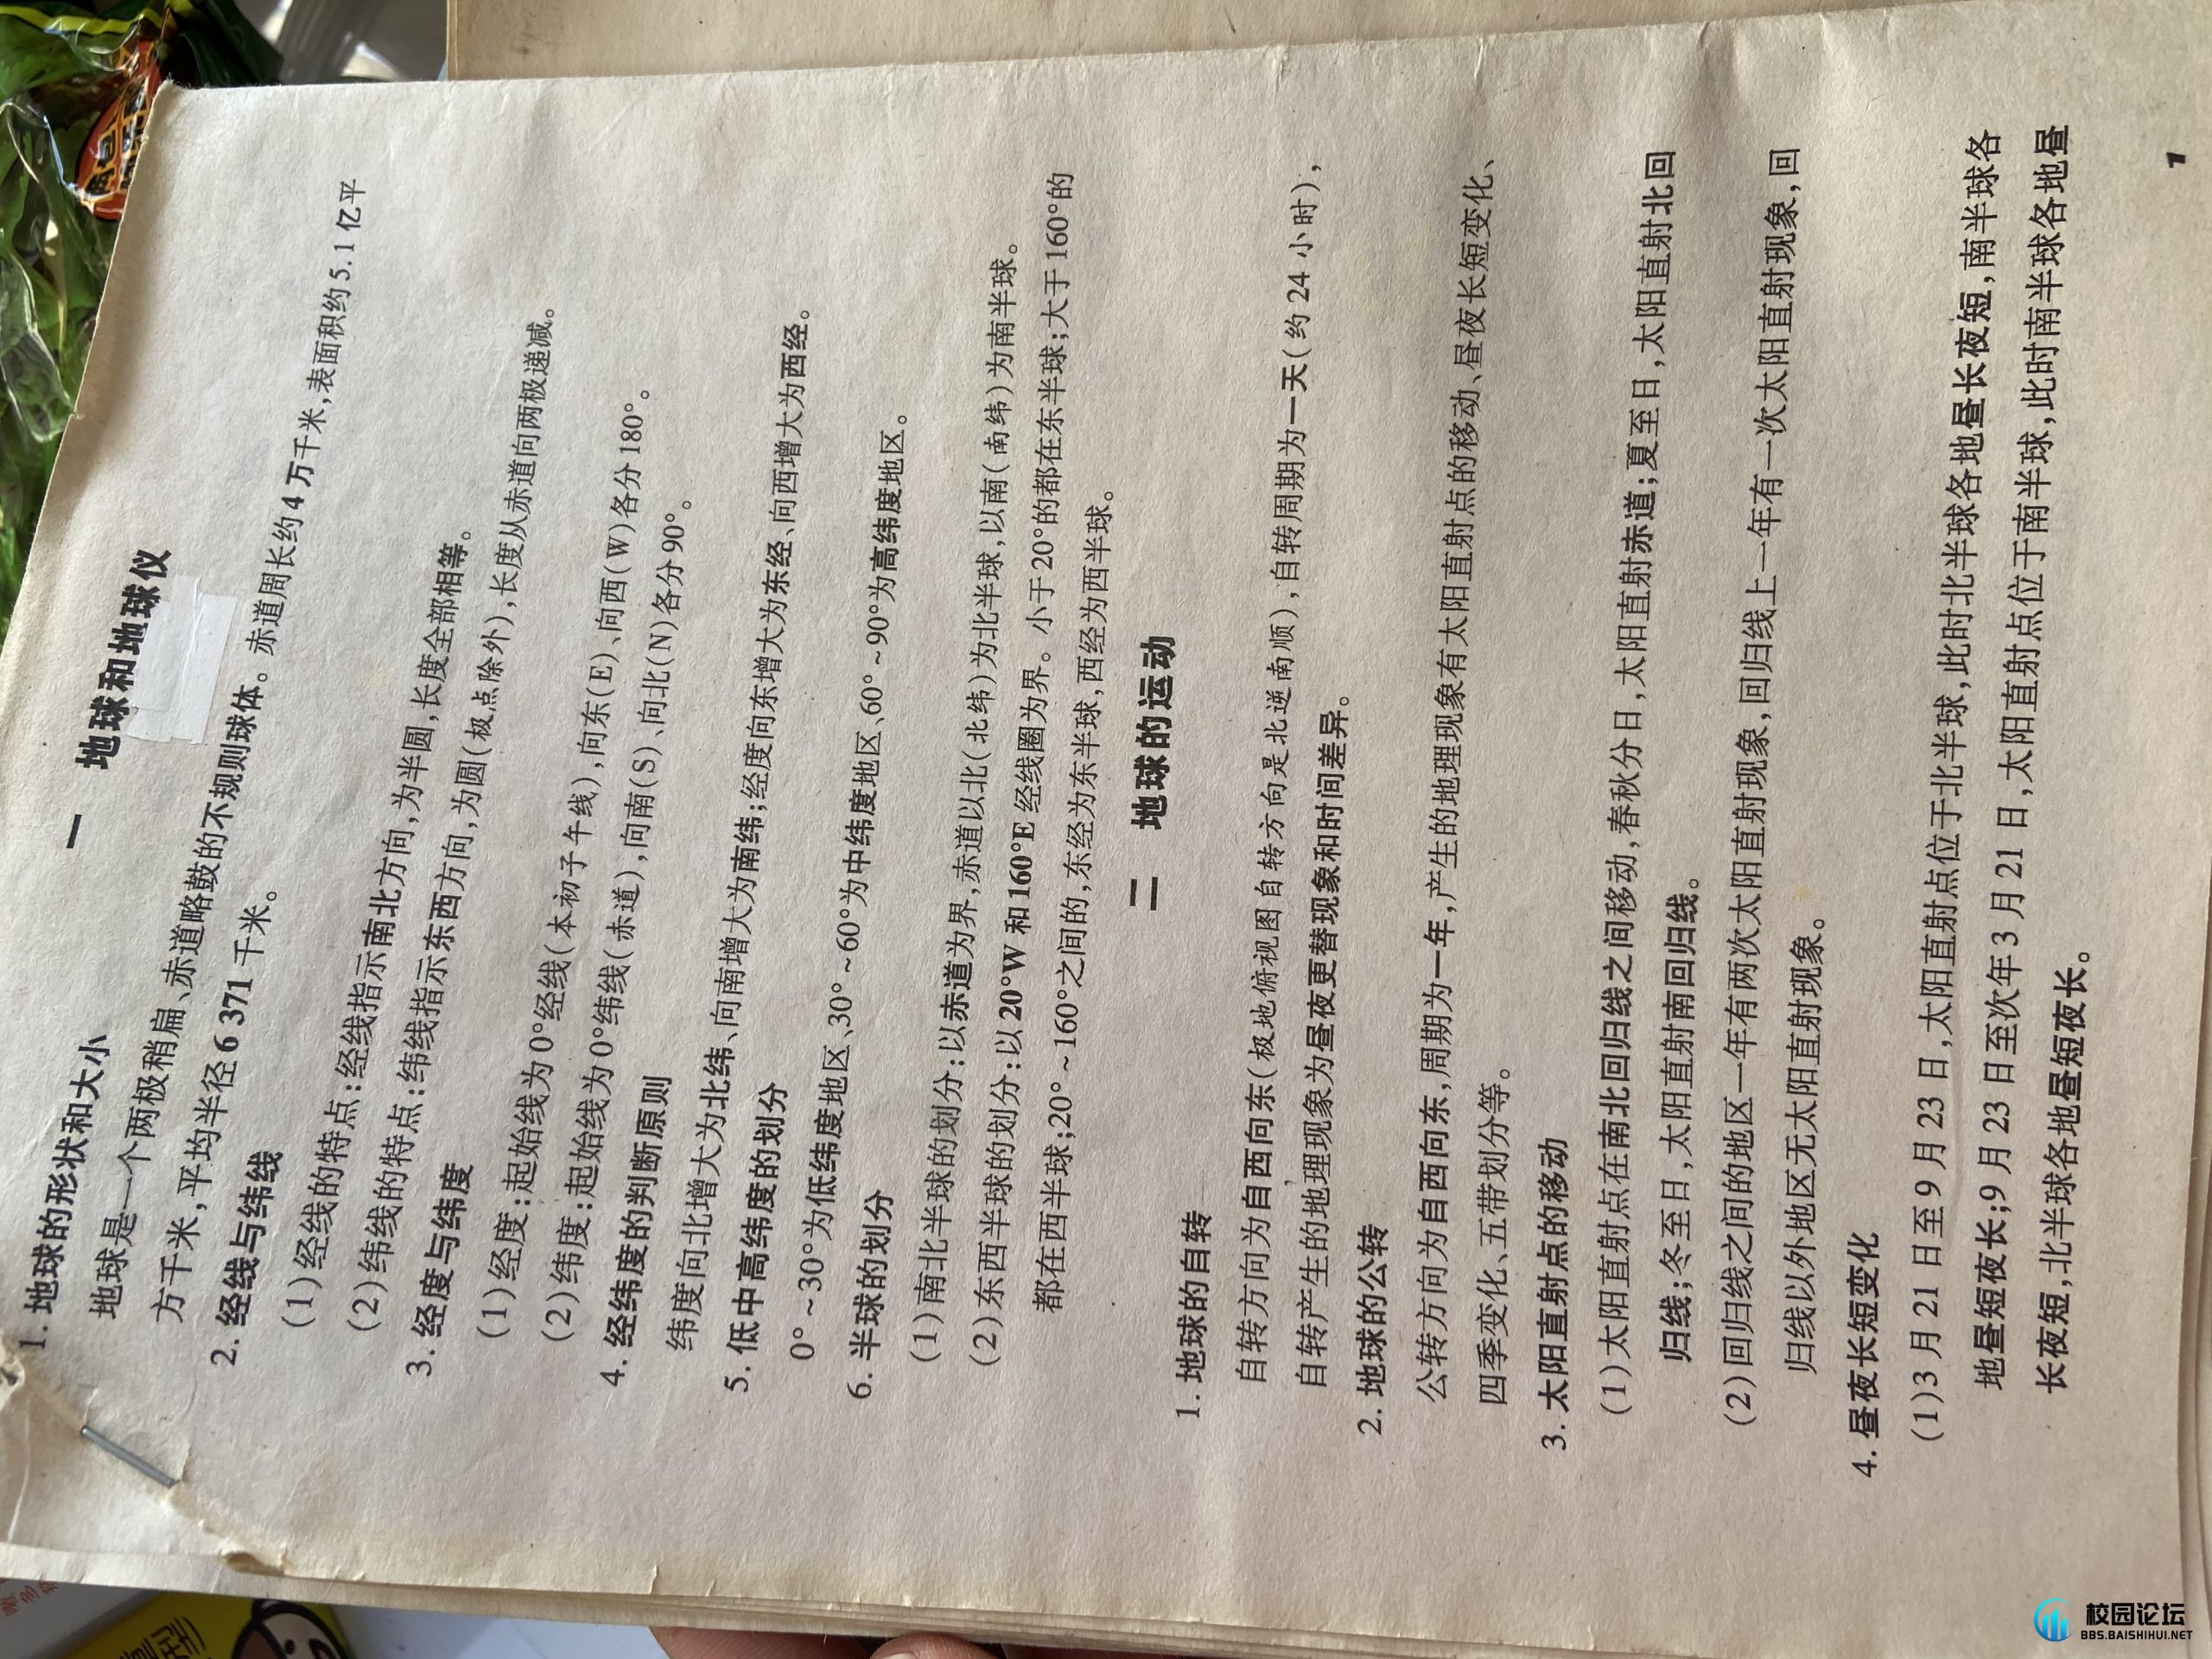 一 地球和地球仪
1. 地球的形状和大小
地球是一个两极稍扁、赤道略鼓的不规则球体。赤道周长约4万千米,表面积约5.1亿平
方千米,平均半径6 371千米。
2. 经线与纬线
(1)经线的特点:经线指示南北方向,为半圆,长度全部相等。
(2)纬线的特点:纬线指示东西方向,为圆(极点除外),长度从赤道向两极递减。
3. 经度与纬度
(1)经度:起始线为0°经线(本初子午线),向东(E)、向西(W)各分180°。
(2)纬度:起始线为0°纬线(赤道),向南(S)、向北(N)各分90°。
4. 经纬度的判断原则
纬度向北增大为北纬、向南增大为南纬;经度向东增大为东经、向西增大为西经。
5. 低中高纬度的划分
0°~30°为低纬度地区、30°~60°为中纬度地区、60°~90°为高纬度地区。
6. 半球的划分
(1)南北半球的划分:以赤道为界,赤道以北(北纬)为北半球,以南(南纬)为南半球。
(2)东西半球的划分:以20°W和160°E经线圈为界。小于20°的都在东半球;大于160°的
都在西半球;20°~160°之间的,东经为东半球,西经为西半球。
二 地球的运动
1. 地球的自转
自转方向为自西向东(极地俯视图自转方向是北逆南顺),自转周期为一天(约24小时),
自转产生的地理现象为昼夜更替现象和时间差异。
2. 地球的公转
公转方向为自西向东,周期为一年,产生的地理现象有太阳直射点的移动、昼夜长短变化、
四季变化、五带划分等。
3. 太阳直射点的移动
(1)太阳直射点在南北回归线之间移动,春秋分日,太阳直射赤道;夏至日,太阳直射北回
归线;冬至日,太阳直射南回归线。
(2)回归线之间的地区一年有两次太阳直射现象,回归线上一年有一次太阳直射现象,回
归线以外地区无太阳直射现象。
4. 昼夜长短变化
(1)3月21日至9月23日,太阳直射点位于北半球,此时北半球各地昼长夜短,南半球各
地昼短夜长;9月23日至次年3月21日,太阳直射点位于南半球,此时南半球各地昼
长夜短,北半球各地昼短夜长。
1
校园论坛
BBS.BAISHIHUI.NET